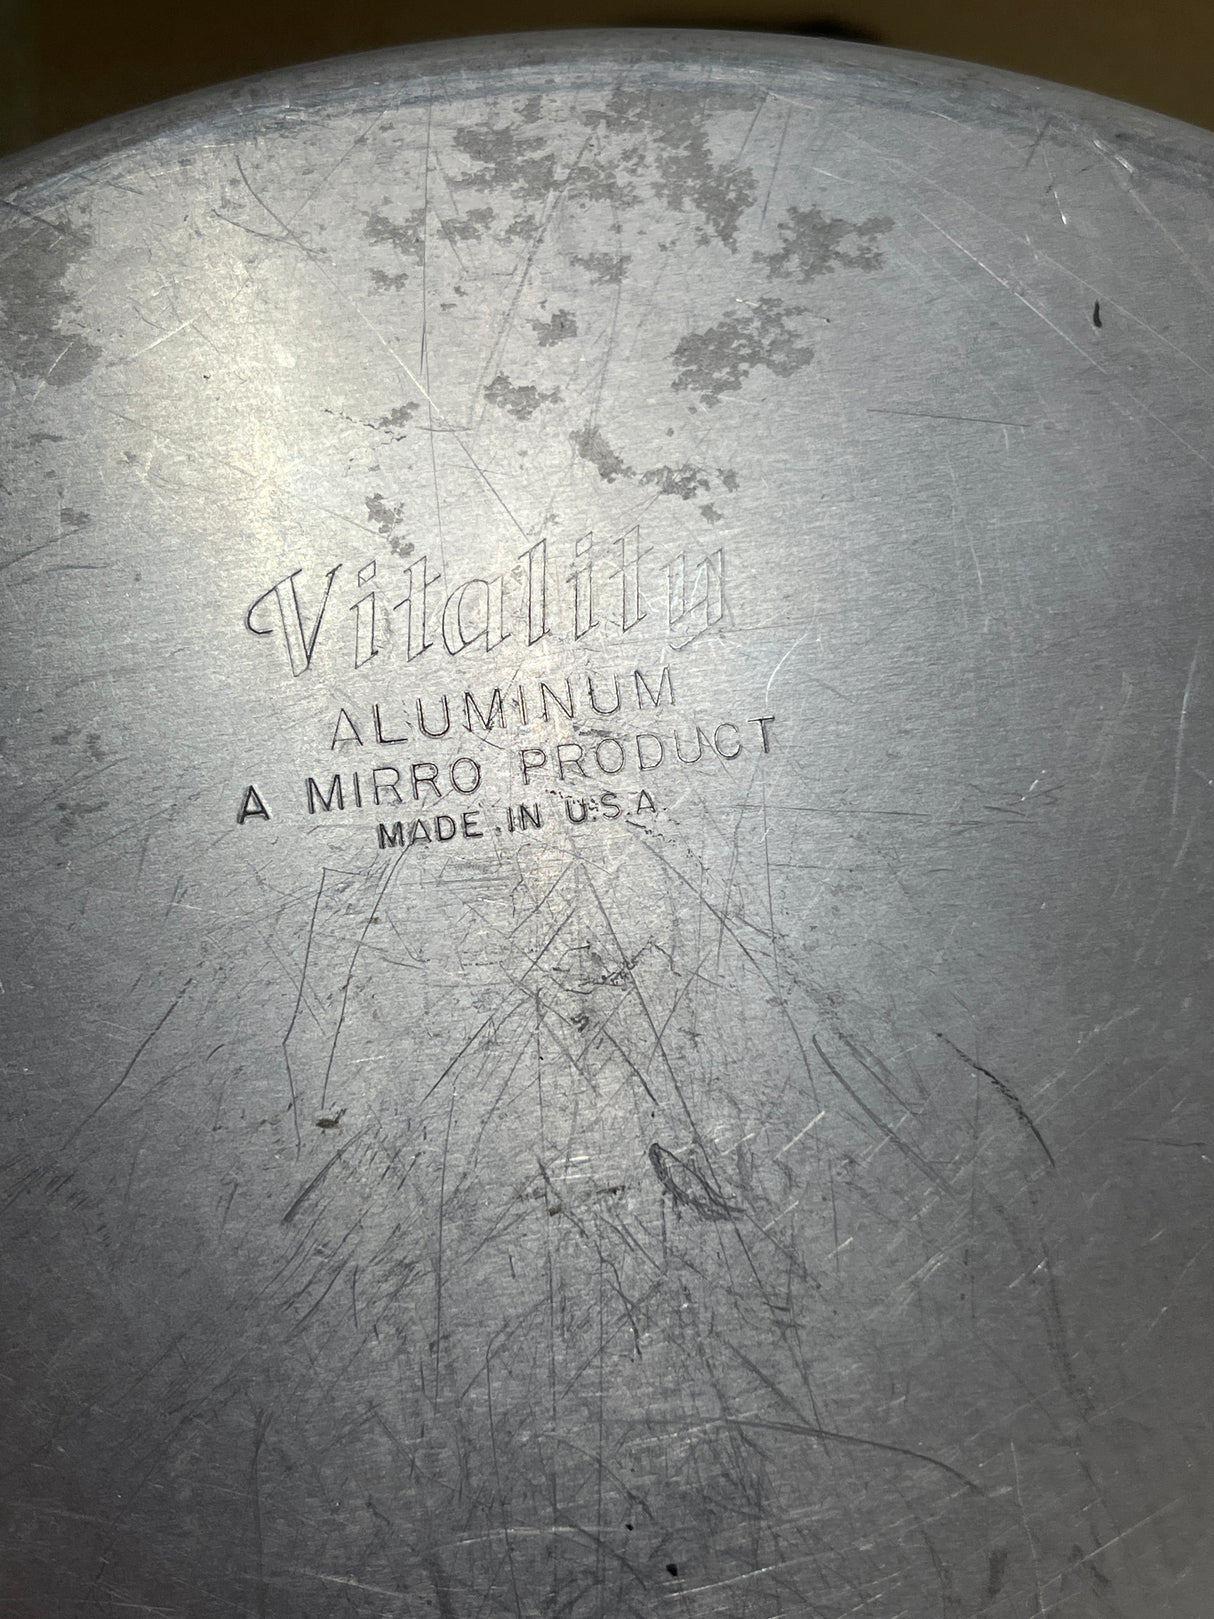 Vitality
ALUMINUM
A MIRRO PRODUCT
MADE IN U.S.A.